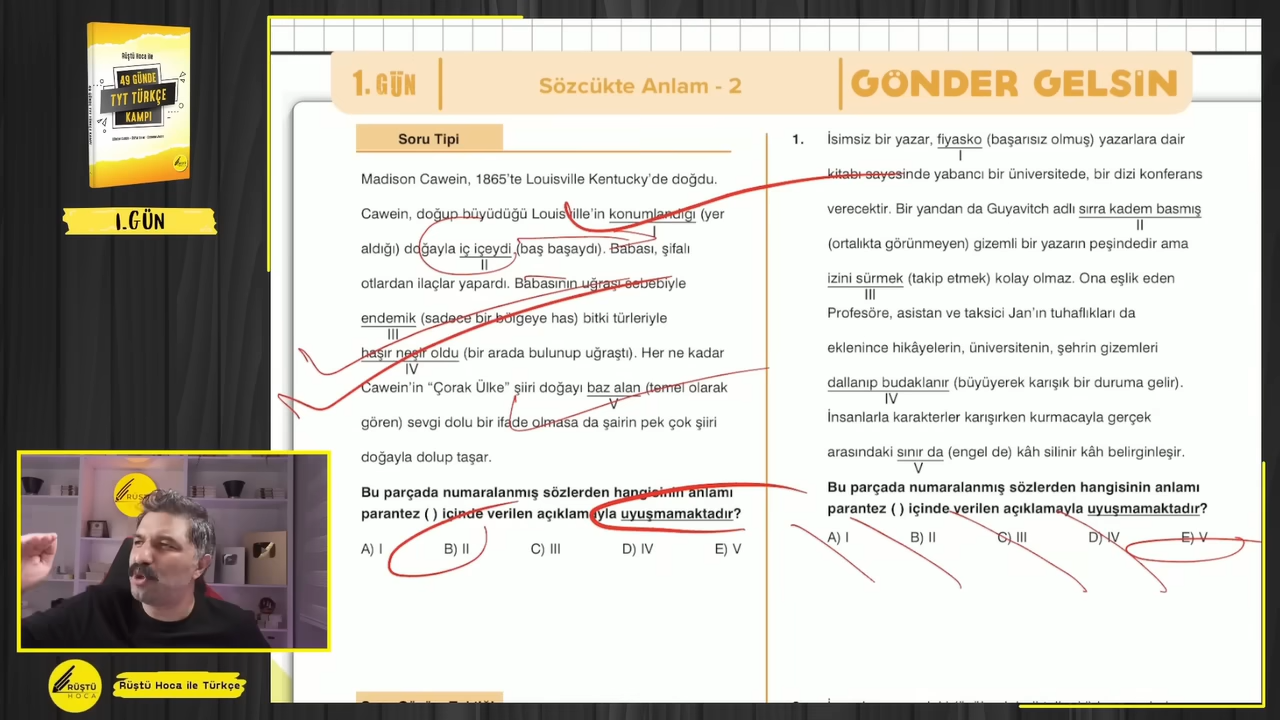 Rüştü Hoca ile
49 GÜNDE
TYT TÜRKÇE
KAMPI
1.GÜN
1. GÜN
Sözcükte Anlam - 2
GÖNDER GELSİN
Soru Tipi
Madison Cawein, 1865'te Louisville Kentucky'de doğdu.
Cawein, doğup büyüdüğü Louisville'in konumlandığı (yer
I
aldığı) doğayla iç içeydi (baş başaydı). Babası, şifalı
II
otlardan ilaçlar yapardı. Babasının uğraşı sebebiyle
endemik (sadece bir bölgeye has) bitki türleriyle
III
haşır neşir oldu (bir arada bulunup uğraştı). Her ne kadar
IV
Cawein'in “Çorak Ülke” şiiri doğayı baz alan (temel olarak
V
gören) sevgi dolu bir ifade olmasa da şairin pek çok şiiri
doğayla dolup taşar.
Bu parçada numaralanmış sözlerden hangisinin anlamı
parantez ( ) içinde verilen açıklamayla uyuşmamaktadır?
A) I B) II C) III D) IV E) V
1. İsimsiz bir yazar, fiyasko (başarısız olmuş) yazarlara dair
I
kitabı sayesinde yabancı bir üniversitede, bir dizi konferans
verecektir. Bir yandan da Guyavitch adlı sırra kadem basmış
II
(ortalıkta görünmeyen) gizemli bir yazarın peşindedir ama
izini sürmek (takip etmek) kolay olmaz. Ona eşlik eden
III
Profesöre, asistan ve taksici Jan'ın tuhaflıkları da
eklenince hikâyelerin, üniversitenin, şehrin gizemleri
dallanıp budaklanır (büyüyerek karışık bir duruma gelir).
IV
İnsanlarla karakterler karışırken kurmacayla gerçek
arasındaki sınır da (engel de) kâh silinir kâh belirginleşir.
V
Bu parçada numaralanmış sözlerden hangisinin anlamı
parantez ( ) içinde verilen açıklamayla uyuşmamaktadır?
A) I B) II C) III D) IV E) V
RÜŞTÜ
HOCA
Rüştü Hoca ile Türkçe